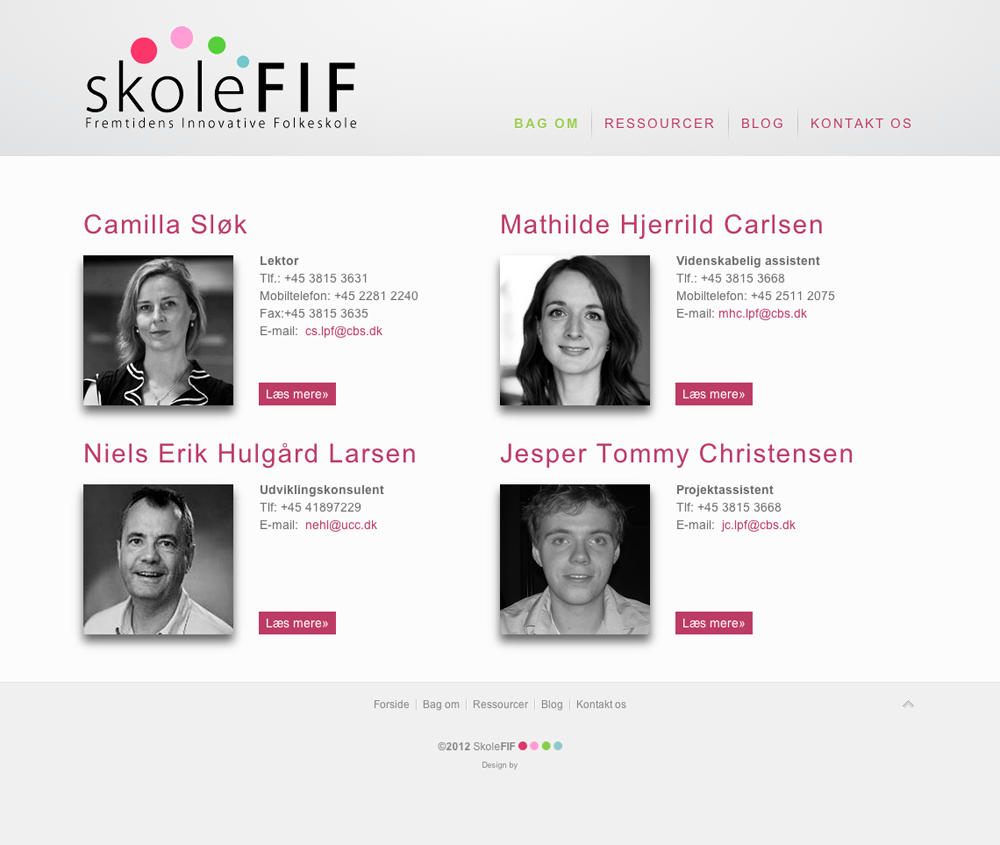 skoleFIF
Fremtidens Innovative Folkeskole
BAG OM
RESSOURCER
BLOG
KONTAKT OS
Camilla Sløk
Lektor
Tlf.: +45 3815 3631
Mobiltelefon: +45 2281 2240
Fax:+45 3815 3635
E-mail:  cs.lpf@cbs.dk
Læs mere»
Mathilde Hjerrild Carlsen
Videnskabelig assistent
Tlf.: +45 3815 3668
Mobiltelefon: +45 2511 2075
E-mail: mhc.lpf@cbs.dk
Læs mere»
Niels Erik Hulgård Larsen
Udviklingskonsulent
Tlf: +45 41897229
E-mail:  nehl@ucc.dk
Læs mere»
Jesper Tommy Christensen
Projektassistent
Tlf: +45 3815 3668
E-mail:  jc.lpf@cbs.dk
Læs mere»
Forside
Bag om
Ressourcer
Blog
Kontakt os
©2012 SkoleFIF
Design by